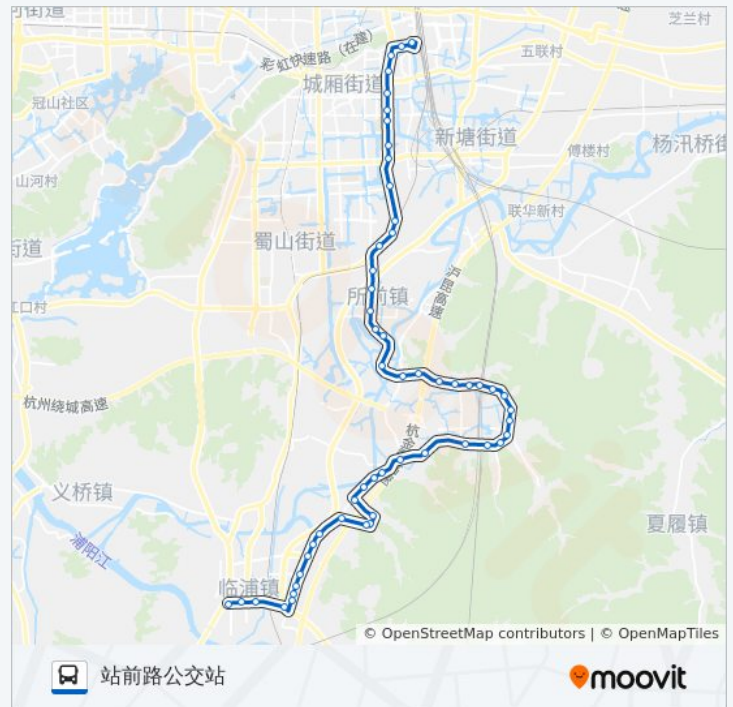 芝兰村
彩虹快速路（在建）
五联村
城厢街道
冠山社区
新塘街道
傅楼村
杨汛桥街
山河村
联华新村
街道
蜀山街道
沪昆高速
所前镇
江口村
杭州绕城高速
义桥镇
夏履镇
浦阳江
临浦镇
© OpenStreetMap contributors | © OpenMapTiles
站前路公交站
moovit